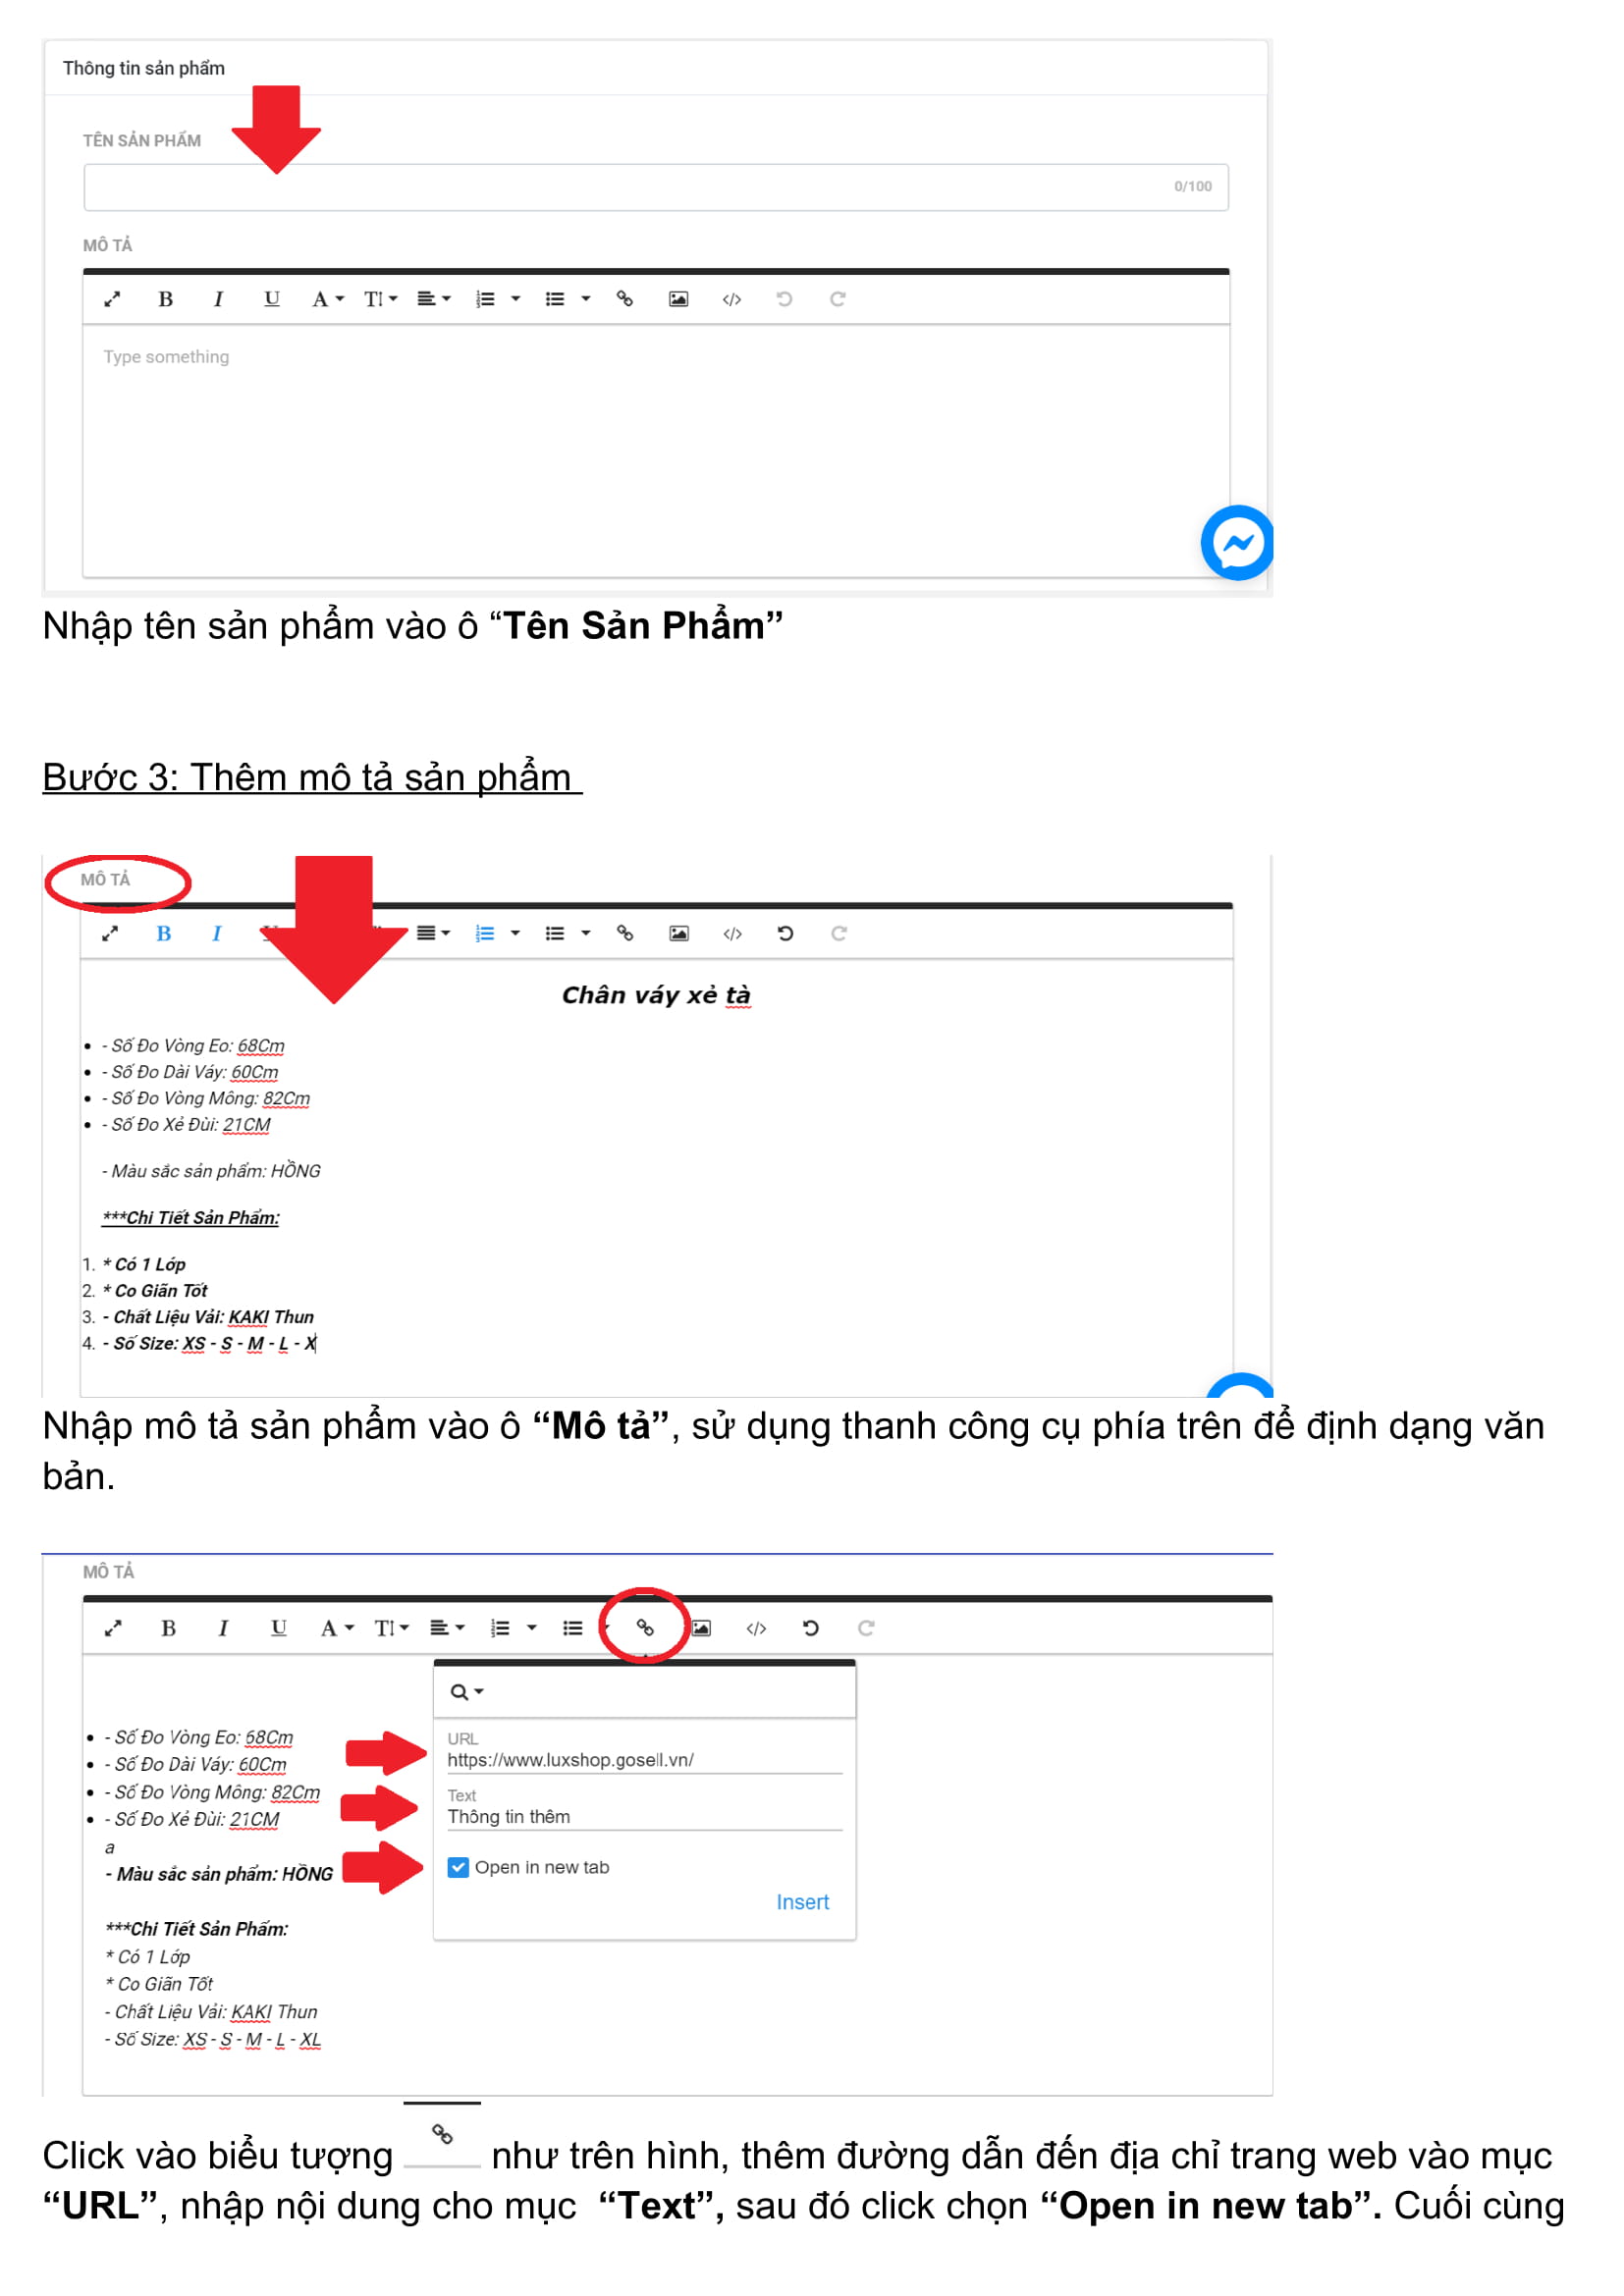 Thông tin sản phẩm
TÊN SẢN PHẨM
0/100
MÔ TẢ
B I U A T
Type something
Nhập tên sản phẩm vào ô “Tên Sản Phẩm”
Bước 3: Thêm mô tả sản phẩm
MÔ TẢ
B I
Chân váy xẻ tà
- Số Đo Vòng Eo: 68Cm
- Số Đo Dài Váy: 60Cm
- Số Đo Vòng Mông: 82Cm
- Số Đo Xẻ Đùi: 21CM
- Màu sắc sản phẩm: HỒNG
***Chi Tiết Sản Phẩm:
1. * Có 1 Lớp
2. * Co Giãn Tốt
3. - Chất Liệu Vải: KAKI Thun
4. - Số Size: XS - S - M - L - X
Nhập mô tả sản phẩm vào ô “Mô tả”, sử dụng thanh công cụ phía trên để định dạng văn
bản.
MÔ TẢ
B I U A T
- Số Đo Vòng Eo: 68Cm
- Số Đo Dài Váy: 60Cm
- Số Đo Vòng Mông: 82Cm
- Số Đo Xẻ Đùi: 21CM
a
- Màu sắc sản phẩm: HỒNG
***Chi Tiết Sản Phẩm:
* Có 1 Lớp
* Co Giãn Tốt
- Chất Liệu Vải: KAKI Thun
- Số Size: XS - S - M - L - XL
URL
https://www.luxshop.gosell.vn/
Text
Thông tin thêm
Open in new tab
Insert
Click vào biểu tượng như trên hình, thêm đường dẫn đến địa chỉ trang web vào mục
“URL”, nhập nội dung cho mục “Text”, sau đó click chọn “Open in new tab”. Cuối cùng